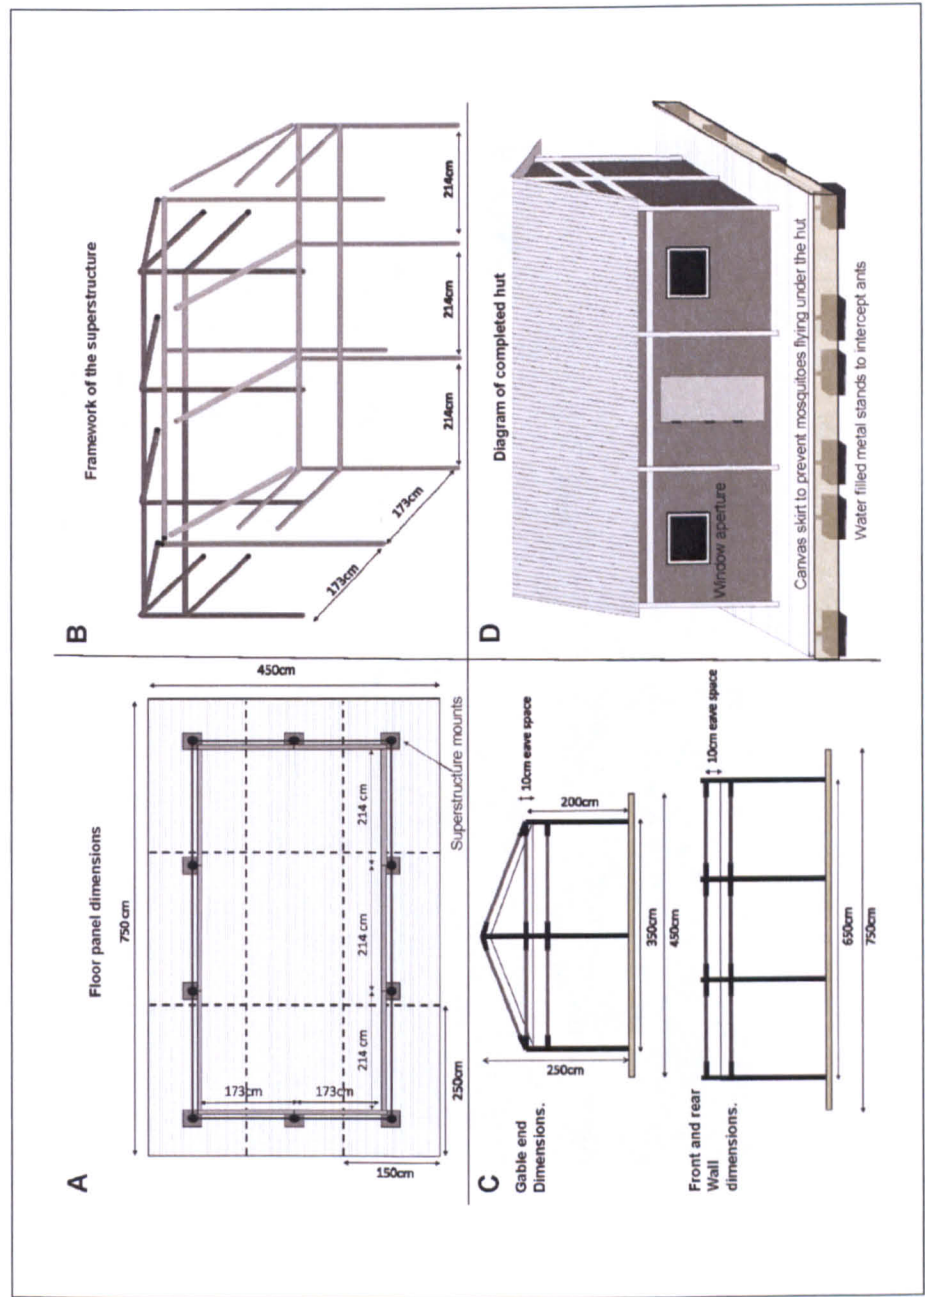 A
Floor panel dimensions
750 cm
450cm
214 cm
214 cm
214 cm
173cm
173cm
250cm
150cm
Superstructure mounts
B
Framework of the superstructure
214cm
214cm
214cm
173cm
173cm
C
Gable end
Dimensions.
10cm eave space
200cm
250cm
350cm
450cm
Front and rear
Wall
dimensions.
10cm eave space
650cm
750cm
D
Diagram of completed hut
Window aperture
Canvas skirt to prevent mosquitoes flying under the hut
Water filled metal stands to intercept ants